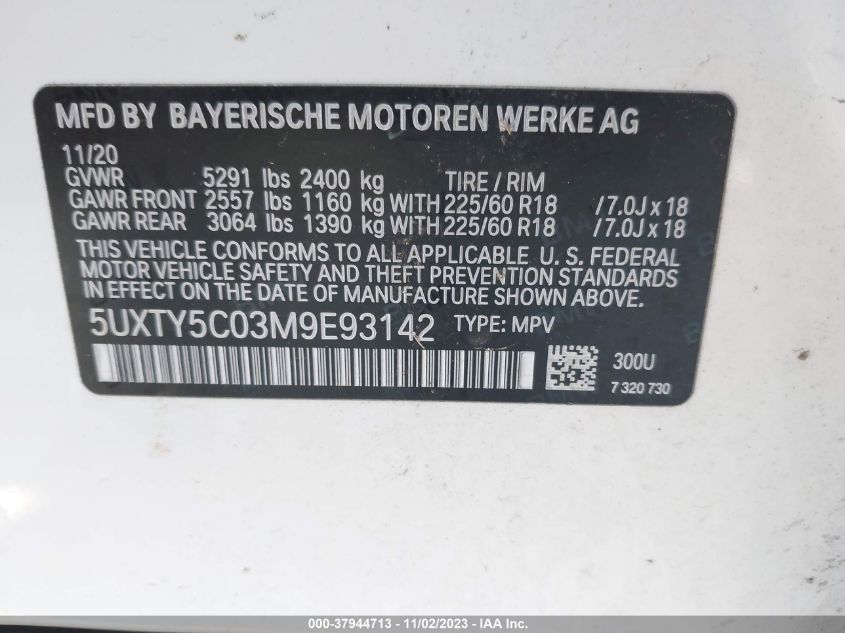 MFD BY BAYERISCHE MOTOREN WERKE AG
11/20
GVWR 5291 lbs 2400 kg TIRE / RIM
GAWR FRONT 2557 lbs 1160 kg WITH 225/60 R18 / 7.0J x 18
GAWR REAR 3064 lbs 1390 kg WITH 225/60 R18 / 7.0J x 18
THIS VEHICLE CONFORMS TO ALL APPLICABLE U. S. FEDERAL
MOTOR VEHICLE SAFETY AND THEFT PREVENTION STANDARDS
IN EFFECT ON THE DATE OF MANUFACTURE SHOWN ABOVE.
5UXTY5C03M9E93142 TYPE: MPV
300U
7 320 730
000-37944713 - 11/02/2023 - IAA Inc.